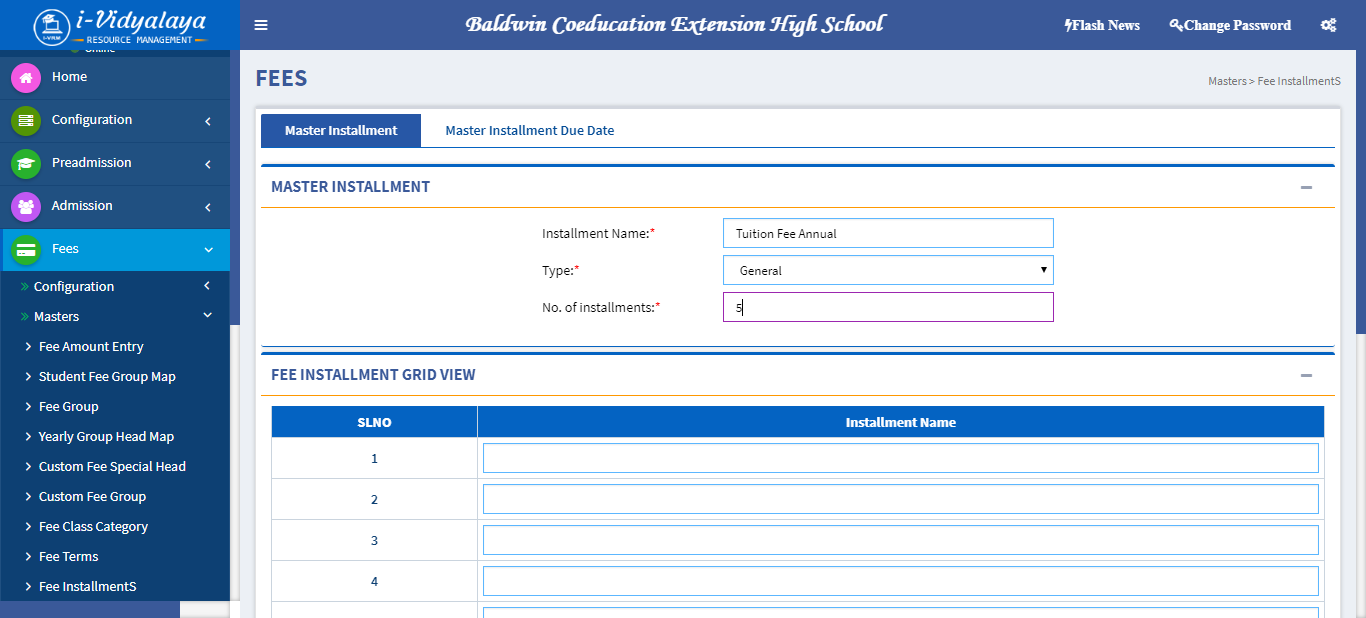 i-Vidyalaya
RESOURCE MANAGEMENT
i-VRM
Online
Home
Configuration
Preadmission
Admission
Fees
Configuration
Masters
Fee Amount Entry
Student Fee Group Map
Fee Group
Yearly Group Head Map
Custom Fee Special Head
Custom Fee Group
Fee Class Category
Fee Terms
Fee InstallmentS
Baldwin Coeducation Extension High School
Flash News
Change Password
FEES
Masters > Fee InstallmentS
Master Installment
Master Installment Due Date
MASTER INSTALLMENT
Installment Name:* Tuition Fee Annual
Type:* General
No. of installments:* 5
FEE INSTALLMENT GRID VIEW
SLNO Installment Name
1
2
3
4